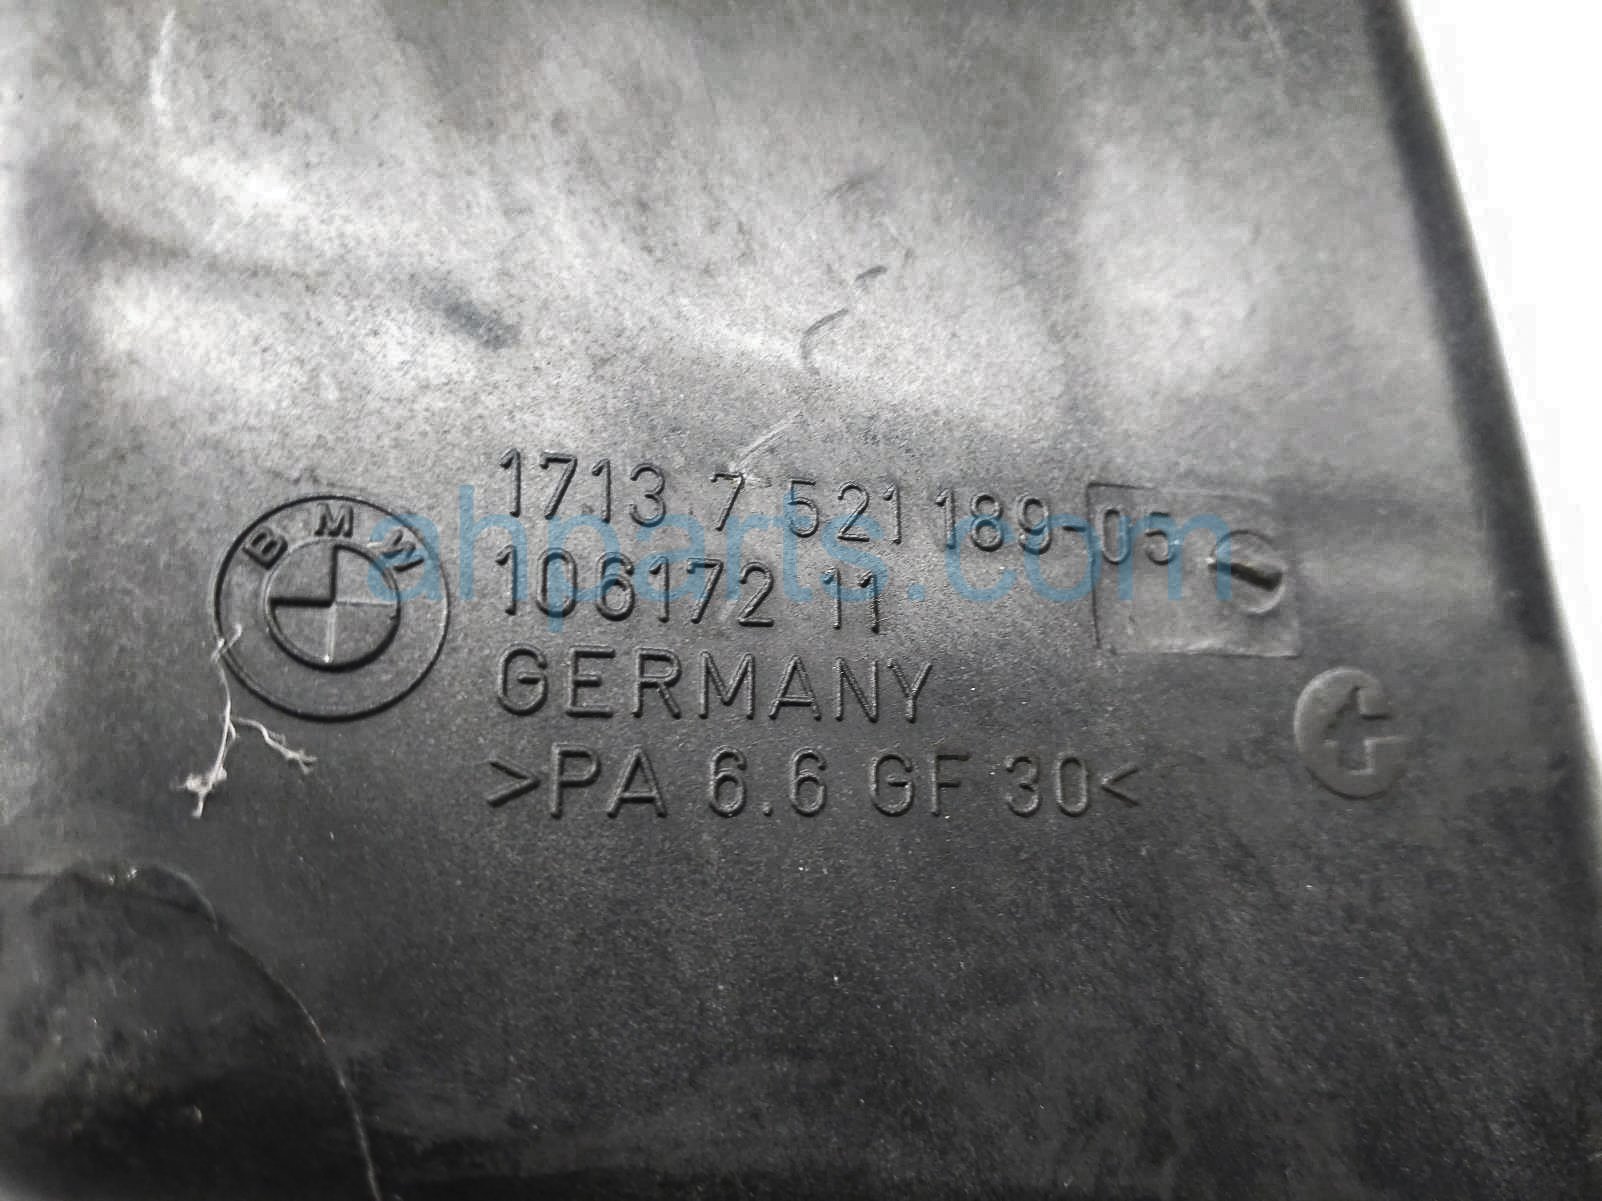 BMW
1713 7 521 189-05
106172 11
GERMANY
>PA 6.6 GF 30<
ahparts.com